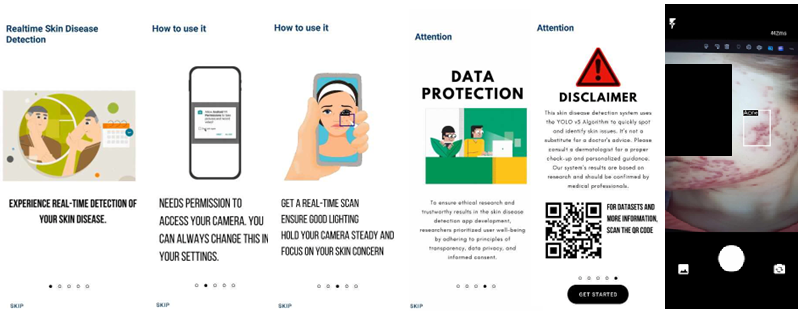 Realtime Skin Disease
Detection
EXPERIENCE REAL-TIME DETECTION OF
YOUR SKIN DISEASE.
SKIP
How to use it
NEEDS PERMISSION TO
ACCESS YOUR CAMERA. YOU
CAN ALWAYS CHANGE THIS IN
YOUR SETTINGS.
SKIP
How to use it
GET A REAL-TIME SCAN
ENSURE GOOD LIGHTING
HOLD YOUR CAMERA STEADY AND
FOCUS ON YOUR SKIN CONCERN
SKIP
Attention
DATA
PROTECTION
To ensure ethical research and
trustworthy results in the skin disease
detection app development,
researchers prioritized user well-being
by adhering to principles of
transparency, data privacy, and
informed consent.
SKIP
Attention
DISCLAIMER
This skin disease detection system uses
the YOLO v5 Algorithm to quickly spot
and identify skin issues. It's not a
substitute for a doctor's advice. Please
consult a dermatologist for a proper
check-up and personalized guidance.
Our system's results are based on
research and should be confirmed by
medical professionals.
FOR DATASETS AND
MORE INFORMATION,
SCAN THE QR CODE
GET STARTED
442ms
Acne